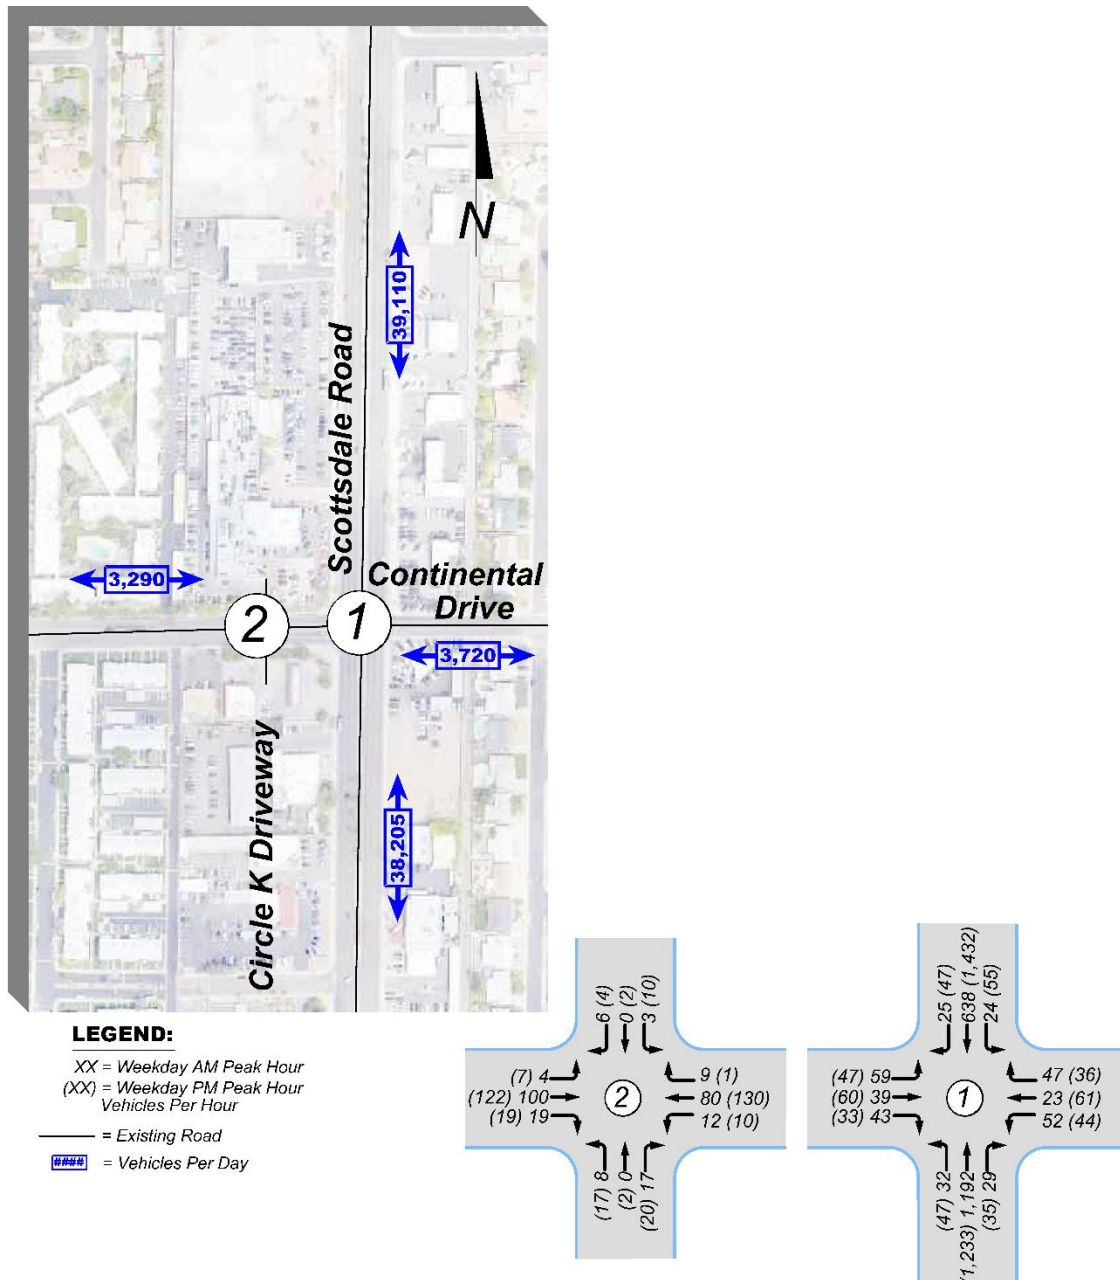 N
39,110
Scottsdale Road
Continental
Drive
3,290
2
1
3,720
Circle K Driveway
38,205
LEGEND:
XX = Weekday AM Peak Hour
(XX) = Weekday PM Peak Hour
Vehicles Per Hour
= Existing Road
#### = Vehicles Per Day
6 (4)
0 (2)
3 (10)
(7) 4
(122) 100
(19) 19
2
9 (1)
80 (130)
12 (10)
(17) 8
(2) 0
(20) 17
25 (47)
638 (1,432)
24 (55)
(47) 59
(60) 39
(33) 43
1
47 (36)
23 (61)
52 (44)
(47) 32
(1,233) 1,192
(35) 29